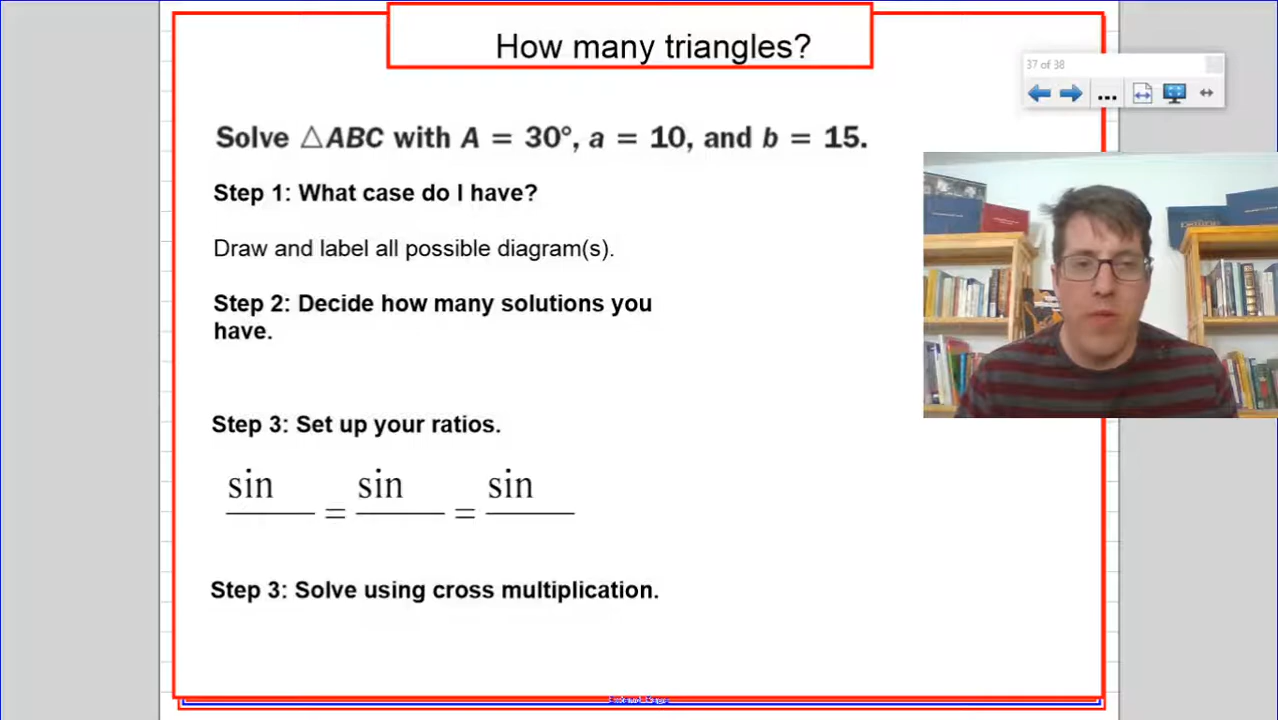 How many triangles?
37 of 38
Solve △ABC with A = 30°, a = 10, and b = 15.
Step 1: What case do I have?
Draw and label all possible diagram(s).
Step 2: Decide how many solutions you
have.
Step 3: Set up your ratios.
sin = sin = sin
Step 3: Solve using cross multiplication.